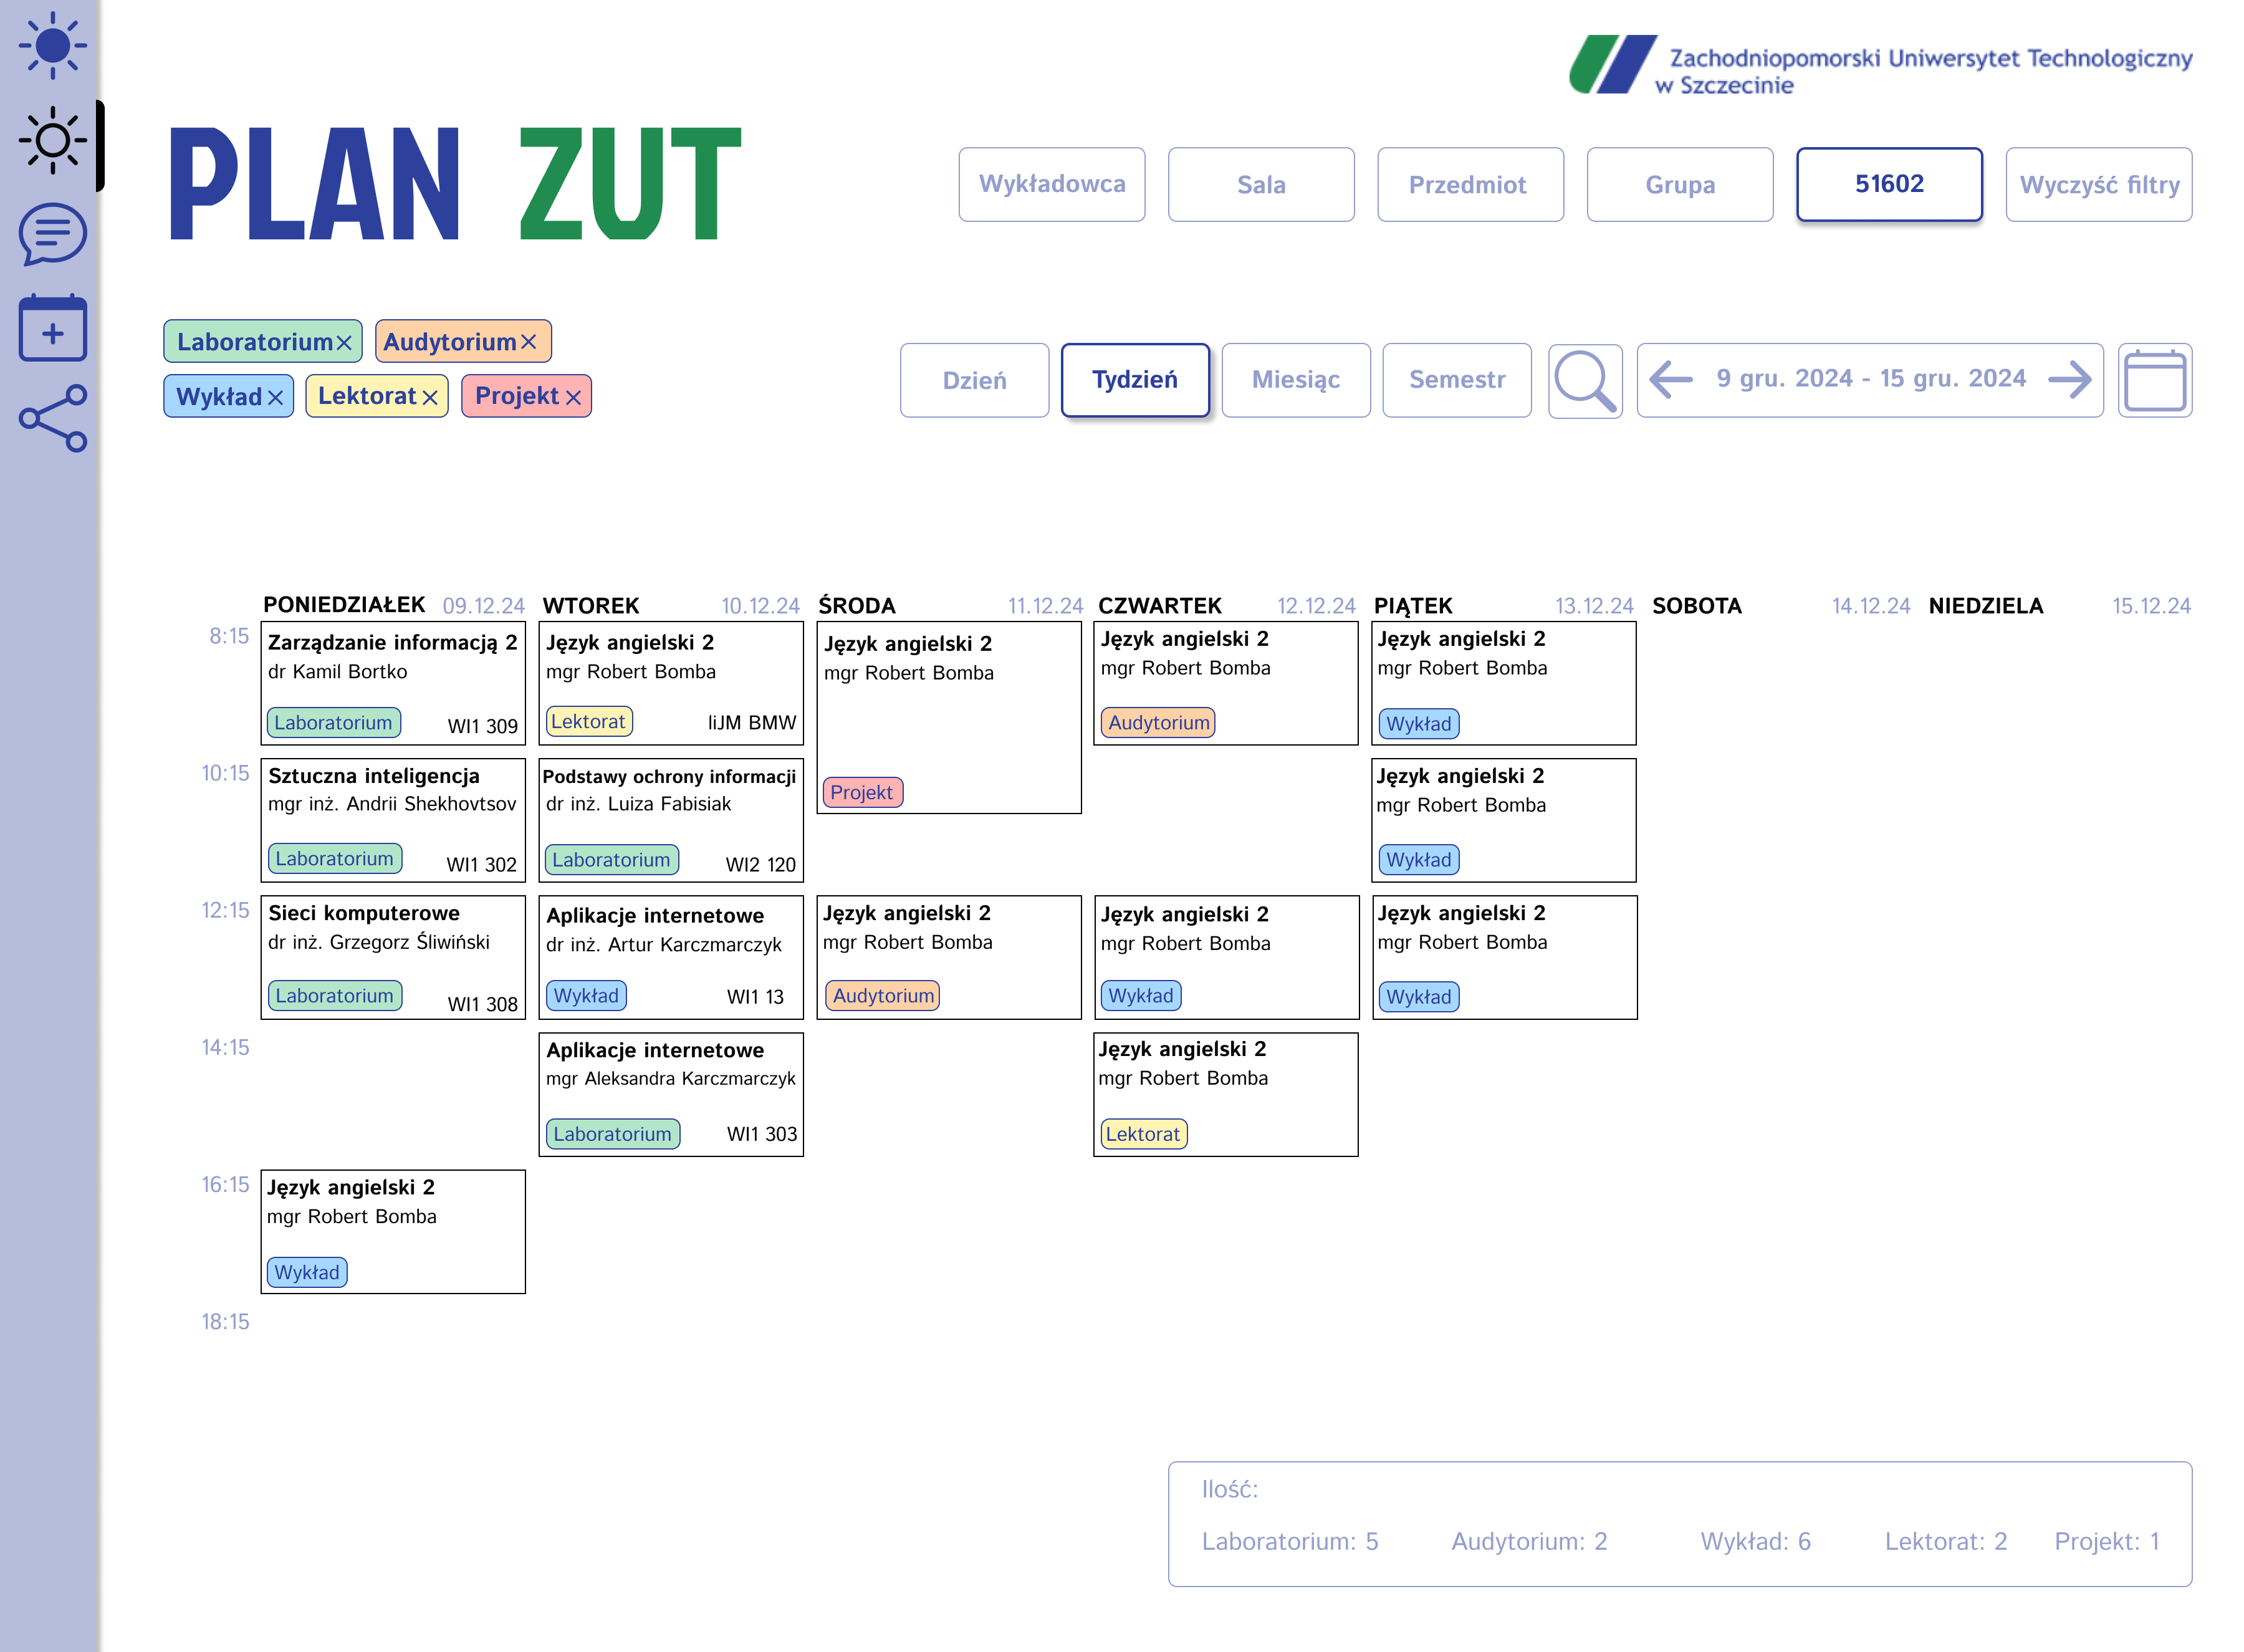 Zachodniopomorski Uniwersytet Technologiczny
w Szczecinie
PLAN ZUT
Wykładowca
Sala
Przedmiot
Grupa
51602
Wyczyść filtry
Laboratorium
Audytorium
Wykład
Lektorat
Projekt
Dzień
Tydzień
Miesiąc
Semestr
9 gru. 2024 - 15 gru. 2024
PONIEDZIAŁEK 09.12.24
WTOREK 10.12.24
ŚRODA 11.12.24
CZWARTEK 12.12.24
PIĄTEK 13.12.24
SOBOTA 14.12.24
NIEDZIELA 15.12.24
8:15
Zarządzanie informacją 2
dr Kamil Bortko
Laboratorium WI1 309
Język angielski 2
mgr Robert Bomba
Lektorat liJM BMW
Język angielski 2
mgr Robert Bomba
Projekt
Język angielski 2
mgr Robert Bomba
Audytorium
Język angielski 2
mgr Robert Bomba
Wykład
10:15
Sztuczna inteligencja
mgr inż. Andrii Shekhovtsov
Laboratorium WI1 302
Podstawy ochrony informacji
dr inż. Luiza Fabisiak
Laboratorium WI2 120
Język angielski 2
mgr Robert Bomba
Wykład
12:15
Sieci komputerowe
dr inż. Grzegorz Śliwiński
Laboratorium WI1 308
Aplikacje internetowe
dr inż. Artur Karczmarczyk
Wykład WI1 13
Język angielski 2
mgr Robert Bomba
Audytorium
Język angielski 2
mgr Robert Bomba
Wykład
Język angielski 2
mgr Robert Bomba
Wykład
14:15
Aplikacje internetowe
mgr Aleksandra Karczmarczyk
Laboratorium WI1 303
Język angielski 2
mgr Robert Bomba
Lektorat
16:15
Język angielski 2
mgr Robert Bomba
Wykład
18:15
Ilość:
Laboratorium: 5 Audytorium: 2 Wykład: 6 Lektorat: 2 Projekt: 1